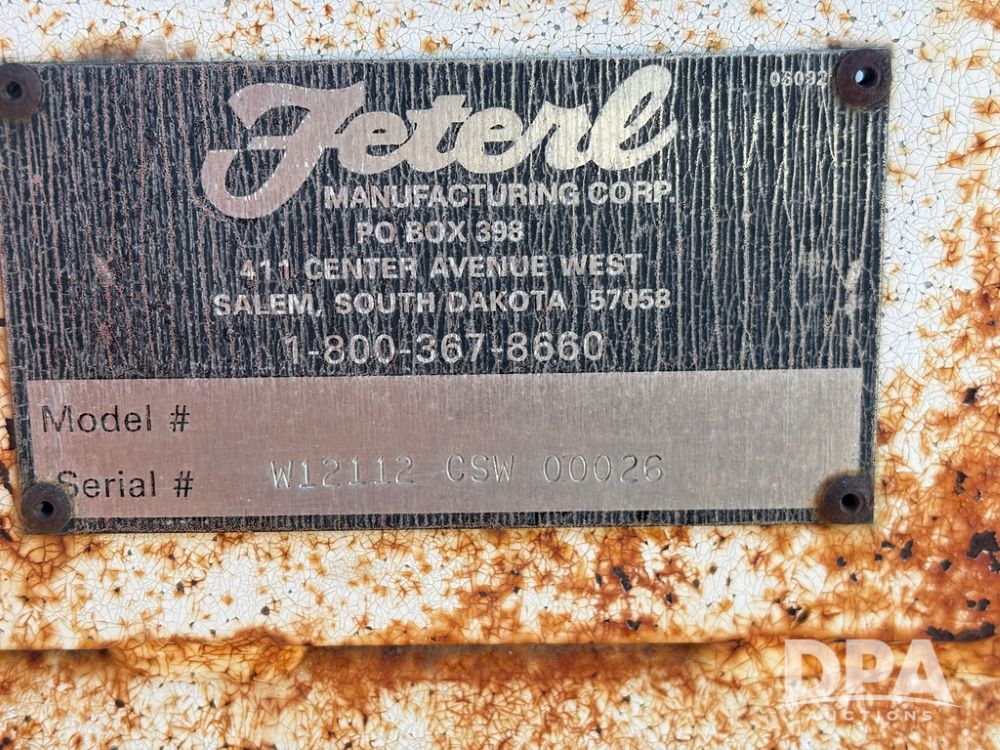 Feterl
MANUFACTURING CORP.
PO BOX 398
411 CENTER AVENUE WEST
SALEM, SOUTH DAKOTA 57058
1-800-367-8660
Model #
Serial # W12112 CSW 00026
DPA
AUCTIONS